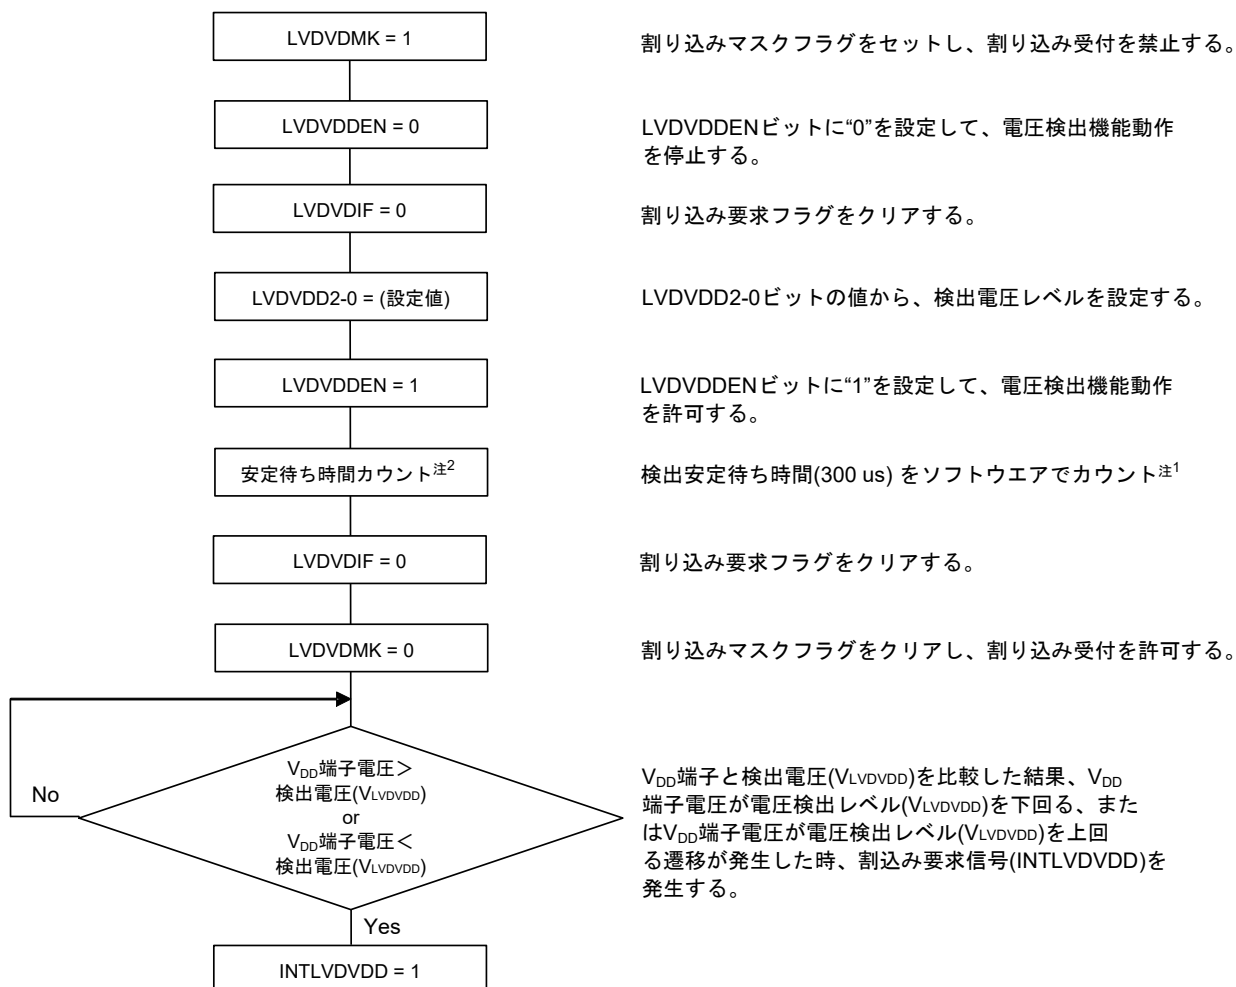 LVDVDMK = 1
割り込みマスクフラグをセットし、割り込み受付を禁止する。
LVDVDDEN = 0
LVDVDDENビットに“0”を設定して、電圧検出機能動作
を停止する。
LVDVDIF = 0
割り込み要求フラグをクリアする。
LVDVDD2-0 = (設定値)
LVDVDD2-0ビットの値から、検出電圧レベルを設定する。
LVDVDDEN = 1
LVDVDDENビットに“1”を設定して、電圧検出機能動作
を許可する。
安定待ち時間カウント注2
検出安定待ち時間(300 us) をソフトウエアでカウント注1
LVDVDIF = 0
割り込み要求フラグをクリアする。
LVDVDMK = 0
割り込みマスクフラグをクリアし、割り込み受付を許可する。
No
VDD端子電圧＞
検出電圧(VLVDVDD)
or
VDD端子電圧＜
検出電圧(VLVDVDD)
VDD端子と検出電圧(VLVDVDD)を比較した結果、VDD
端子電圧が電圧検出レベル(VLVDVDD)を下回る、また
はVDD端子電圧が電圧検出レベル(VLVDVDD)を上回
る遷移が発生した時、割込み要求信号(INTLVDVDD)を
発生する。
Yes
INTLVDVDD = 1